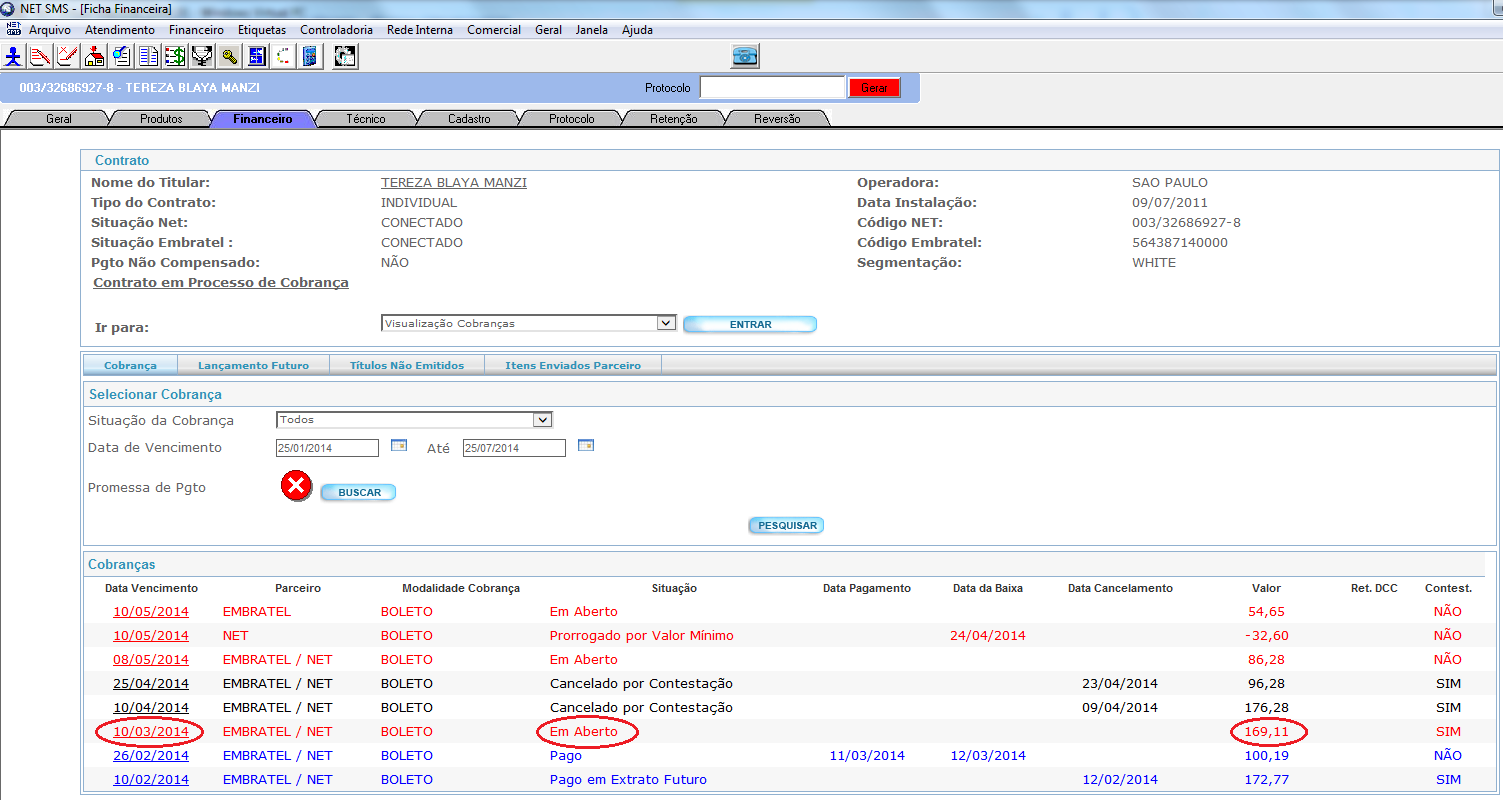 NET SMS - [Ficha Financeira]
NET SMS Arquivo Atendimento Financeiro Etiquetas Controladoria Rede Interna Comercial Geral Janela Ajuda
003/32686927-8 - TEREZA BLAYA MANZI Protocolo Gerar
Geral Produtos Financeiro Técnico Cadastro Protocolo Retenção Reversão
Contrato
Nome do Titular: TEREZA BLAYA MANZI Operadora: SAO PAULO
Tipo do Contrato: INDIVIDUAL Data Instalação: 09/07/2011
Situação Net: CONECTADO Código NET: 003/32686927-8
Situação Embratel : CONECTADO Código Embratel: 564387140000
Pgto Não Compensado: NÃO Segmentação: WHITE
Contrato em Processo de Cobrança
Ir para: Visualização Cobranças ENTRAR
Cobrança Lançamento Futuro Títulos Não Emitidos Itens Enviados Parceiro
Selecionar Cobrança
Situação da Cobrança Todos
Data de Vencimento 25/01/2014 Até 25/07/2014
Promessa de Pgto BUSCAR
PESQUISAR
Cobranças
Data Vencimento Parceiro Modalidade Cobrança Situação Data Pagamento Data da Baixa Data Cancelamento Valor Ret. DCC Contest.
10/05/2014 EMBRATEL BOLETO Em Aberto 54,65 NÃO
10/05/2014 NET BOLETO Prorrogado por Valor Mínimo 24/04/2014 -32,60 NÃO
08/05/2014 EMBRATEL / NET BOLETO Em Aberto 86,28 NÃO
25/04/2014 EMBRATEL / NET BOLETO Cancelado por Contestação 23/04/2014 96,28 SIM
10/04/2014 EMBRATEL / NET BOLETO Cancelado por Contestação 09/04/2014 176,28 SIM
10/03/2014 EMBRATEL / NET BOLETO Em Aberto 169,11 SIM
26/02/2014 EMBRATEL / NET BOLETO Pago 11/03/2014 12/03/2014 100,19 NÃO
10/02/2014 EMBRATEL / NET BOLETO Pago em Extrato Futuro 12/02/2014 172,77 SIM